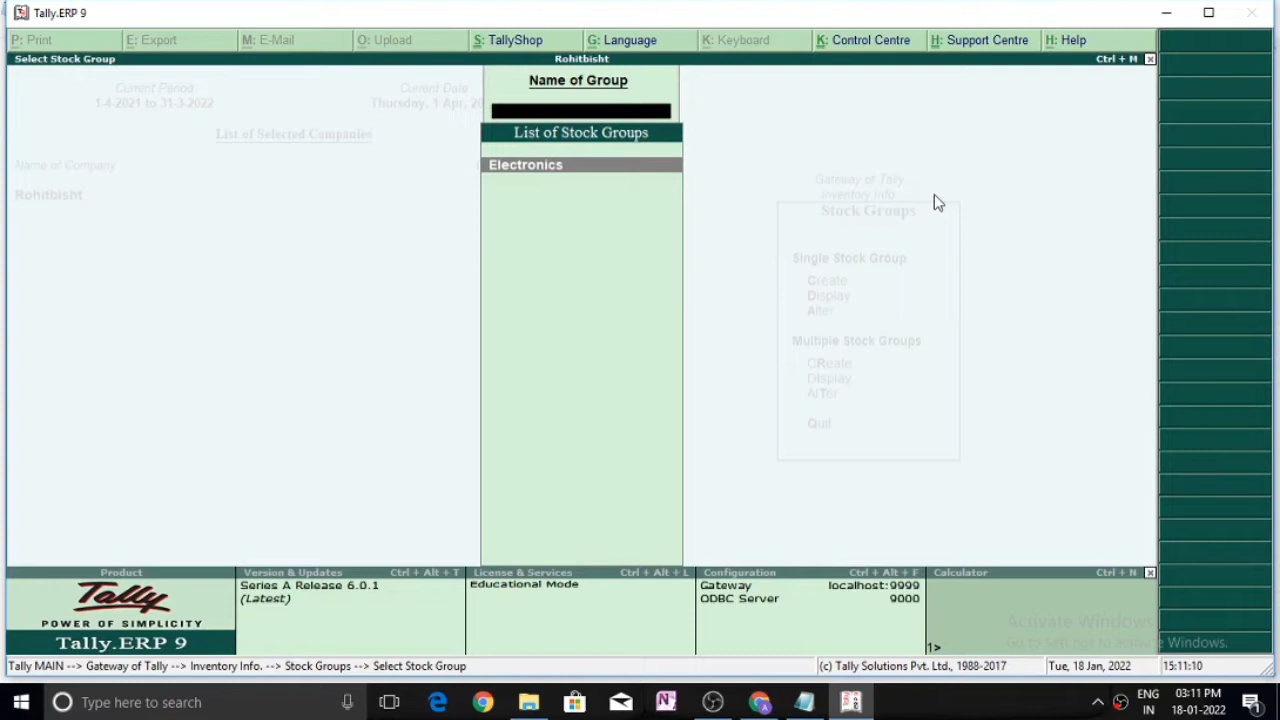 Tally.ERP 9
P: Print E: Export M: E-Mail O: Upload S: TallyShop G: Language K: Keyboard K: Control Centre H: Support Centre H: Help
Select Stock Group Rohitbisht Ctrl + M
Current Period Current Date
1-4-2021 to 31-3-2022 Thursday, 1 Apr, 20
List of Selected Companies
Name of Company
Rohitbisht
Name of Group
List of Stock Groups
Electronics
Gateway of Tally
Inventory Info.
Stock Groups
Single Stock Group
Create
Display
Alter
Multiple Stock Groups
CReate
DIsplay
AlTer
Quit
Product Version & Updates Ctrl + Alt + T License & Services Ctrl + Alt + L Configuration Ctrl + Alt + F Calculator Ctrl + N
Tally
POWER OF SIMPLICITY
Tally.ERP 9
Series A Release 6.0.1
(Latest)
Educational Mode
Gateway localhost:9999
ODBC Server 9000
1>
Activate Windows
Go to Settings to activate Windows.
Tally MAIN --> Gateway of Tally --> Inventory Info. --> Stock Groups --> Select Stock Group (c) Tally Solutions Pvt. Ltd., 1988-2017 Tue, 18 Jan, 2022 15:11:10
Type here to search
ENG
IN
03:11 PM
18-01-2022